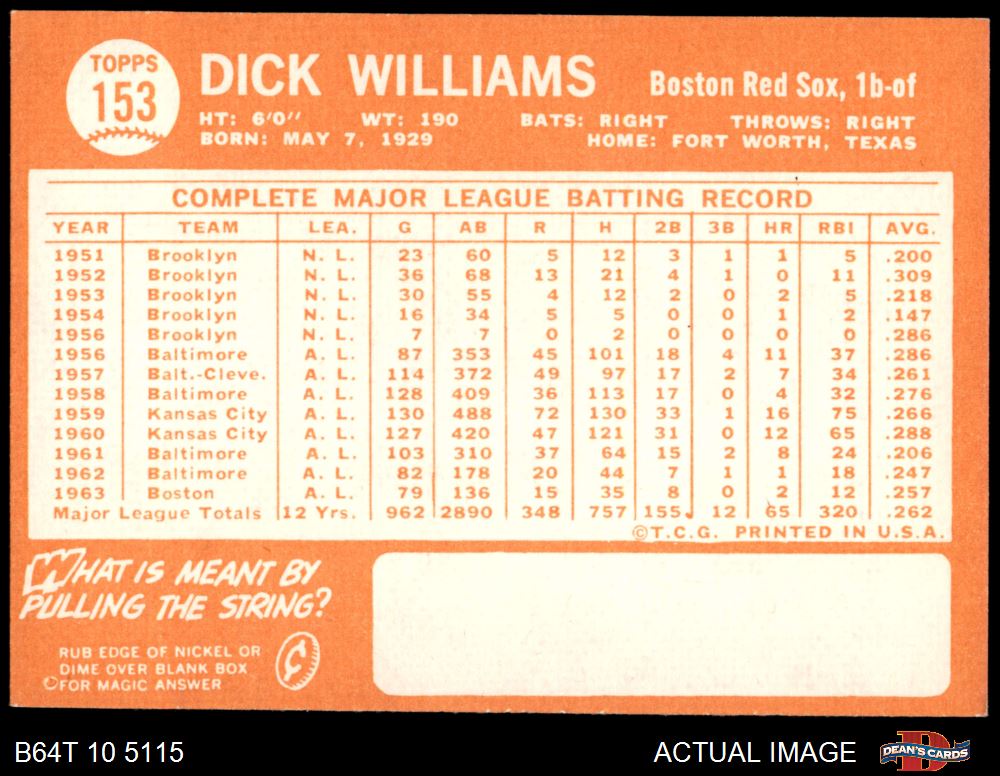 TOPPS
153
DICK WILLIAMS
Boston Red Sox, 1b-of
HT: 6'0" WT: 190 BATS: RIGHT THROWS: RIGHT
BORN: MAY 7, 1929 HOME: FORT WORTH, TEXAS
COMPLETE MAJOR LEAGUE BATTING RECORD
YEAR TEAM LEA. G AB R H 2B 3B HR RBI AVG.
1951 Brooklyn N. L. 23 60 5 12 3 1 1 5 .200
1952 Brooklyn N. L. 36 68 13 21 4 1 0 11 .309
1953 Brooklyn N. L. 30 55 4 12 2 0 2 5 .218
1954 Brooklyn N. L. 16 34 5 5 0 0 1 2 .147
1956 Brooklyn N. L. 7 7 0 2 0 0 0 0 .286
1956 Baltimore A. L. 87 353 45 101 18 4 11 37 .286
1957 Balt.-Cleve. A. L. 114 372 49 97 17 2 7 34 .261
1958 Baltimore A. L. 128 409 36 113 17 0 4 32 .276
1959 Kansas City A. L. 130 488 72 130 33 1 16 75 .266
1960 Kansas City A. L. 127 420 47 121 31 0 12 65 .288
1961 Baltimore A. L. 103 310 37 64 15 2 8 24 .206
1962 Baltimore A. L. 82 178 20 44 7 1 1 18 .247
1963 Boston A. L. 79 136 15 35 8 0 2 12 .257
Major League Totals 12 Yrs. 962 2890 348 757 155 12 65 320 .262
©T.C.G. PRINTED IN U.S.A.
WHAT IS MEANT BY
PULLING THE STRING?
RUB EDGE OF NICKEL OR
DIME OVER BLANK BOX
FOR MAGIC ANSWER
¢
B64T 10 5115
ACTUAL IMAGE
D
DEAN'S CARDS